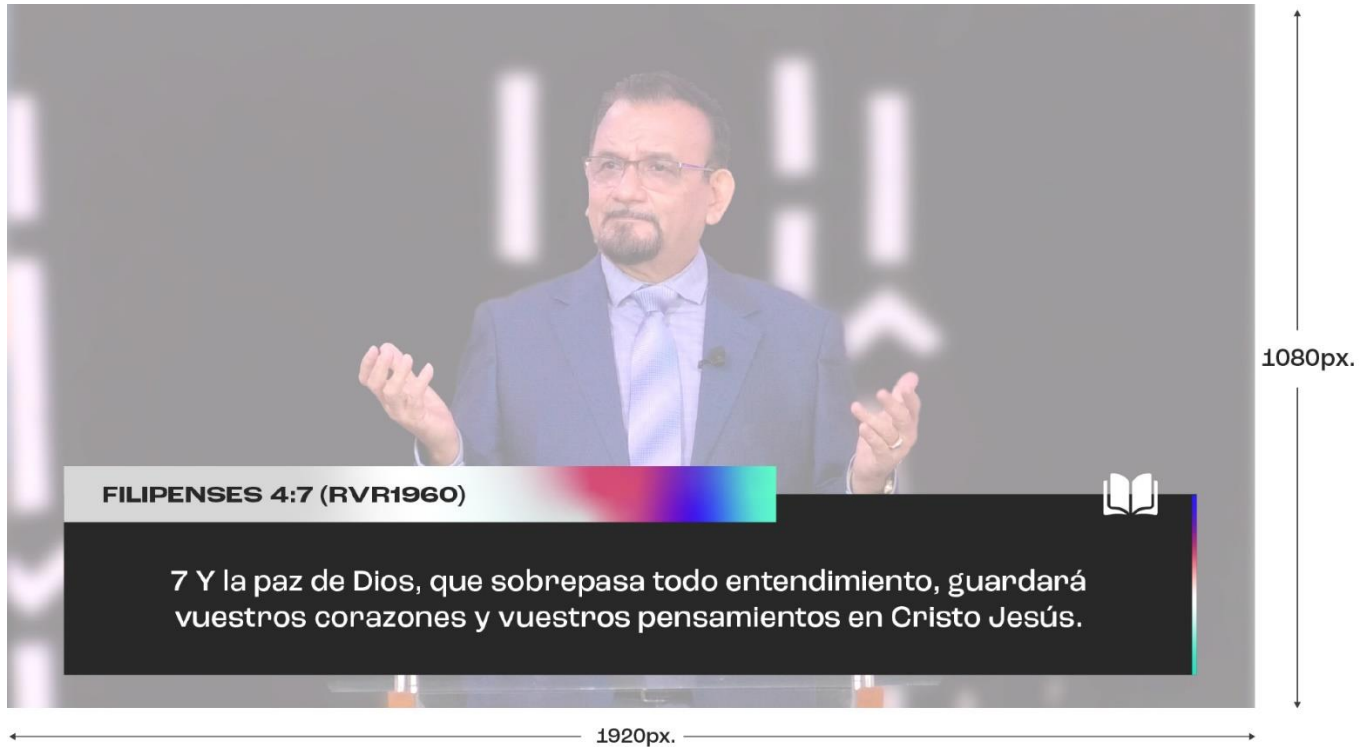 FILIPENSES 4:7 (RVR1960)
7 Y la paz de Dios, que sobrepasa todo entendimiento, guardará
vuestros corazones y vuestros pensamientos en Cristo Jesús.
1080px.
1920px.